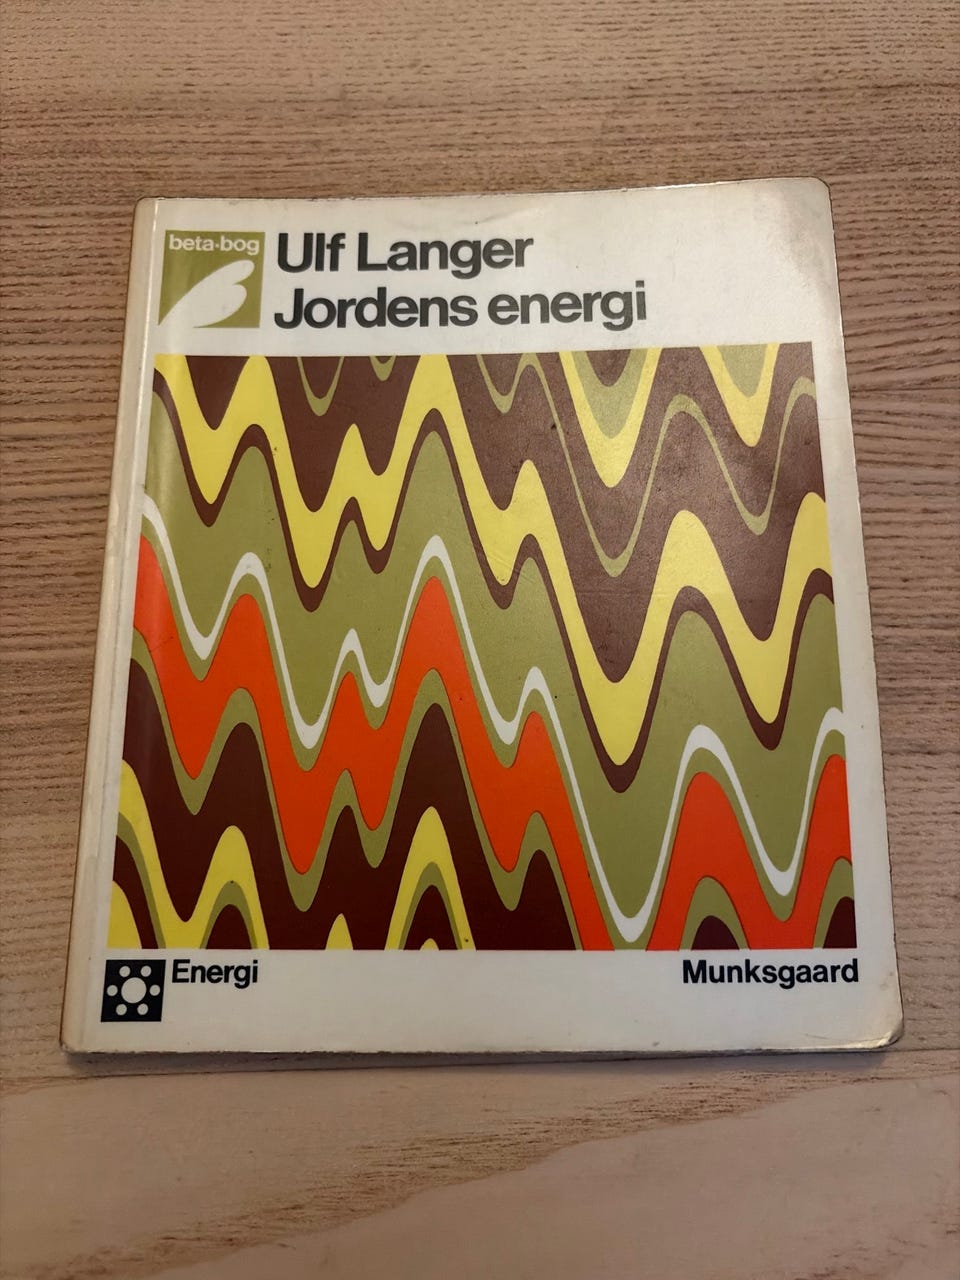 beta·bog
Ulf Langer
Jordens energi
Energi
Munksgaard